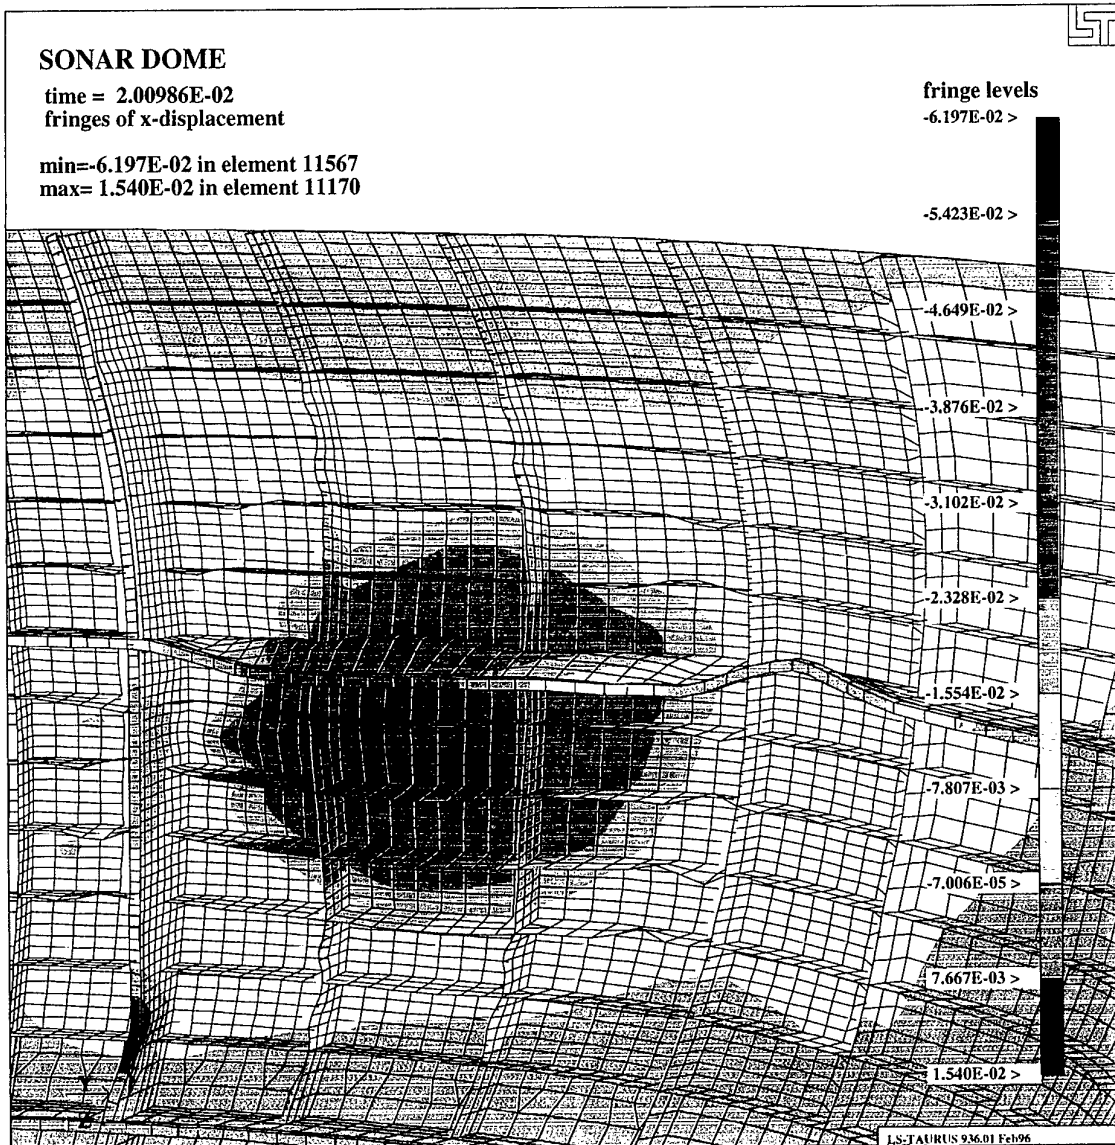 SONAR DOME
time = 2.00986E-02
fringes of x-displacement
min=-6.197E-02 in element 11567
max= 1.540E-02 in element 11170
fringe levels
-6.197E-02 >
-5.423E-02 >
-4.649E-02 >
-3.876E-02 >
-3.102E-02 >
-2.328E-02 >
-1.554E-02 >
-7.807E-03 >
-7.006E-05 >
7.667E-03 >
1.540E-02 >
LS-TAURUS 936.01 Feb96